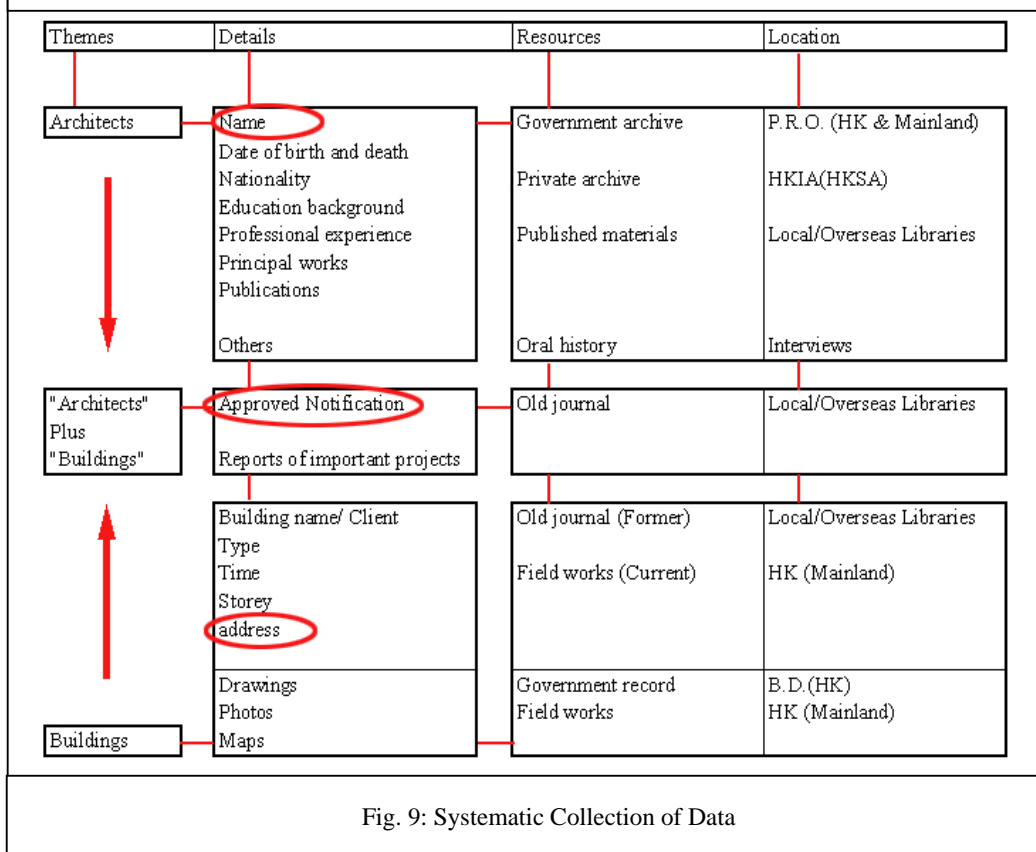 Themes Details Resources Location
Architects Name Government archive P.R.O. (HK & Mainland)
Date of birth and death
Nationality Private archive HKIA(HKSA)
Education background
Professional experience Published materials Local/Overseas Libraries
Principal works
Publications
Others Oral history Interviews
"Architects" Approved Notification Old journal Local/Overseas Libraries
Plus
"Buildings" Reports of important projects
Building name/ Client Old journal (Former) Local/Overseas Libraries
Type
Time Field works (Current) HK (Mainland)
Storey
address
Drawings Government record B.D.(HK)
Photos Field works HK (Mainland)
Buildings Maps
Fig. 9: Systematic Collection of Data